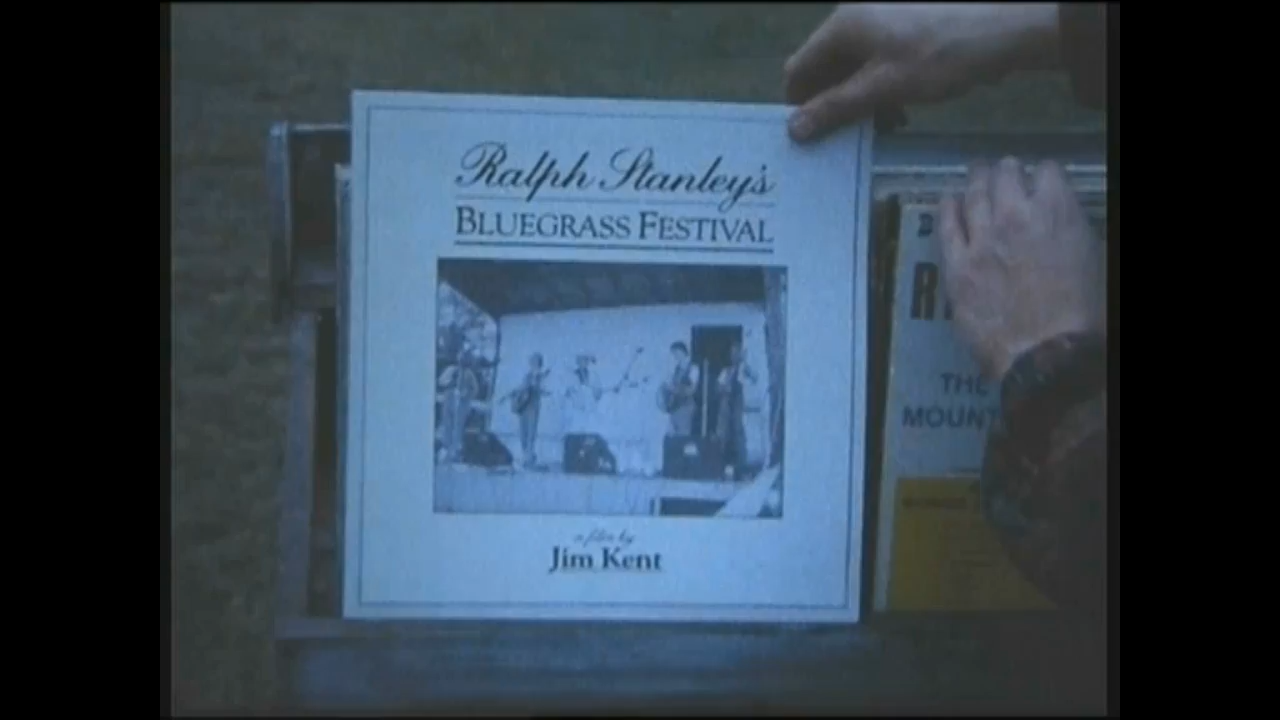 Ralph Stanley's
BLUEGRASS FESTIVAL
a film by
Jim Kent
THE
MOUNT